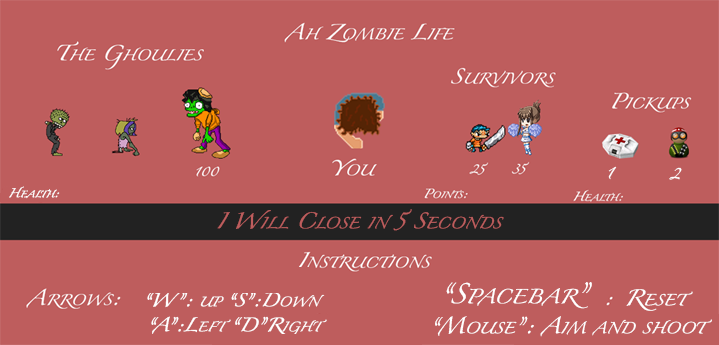 Ah Zombie Life
The Ghoulies
Survivors
Pickups
100
You
25
35
1
2
Health:
Points:
Health:
I Will Close in 5 Seconds
Instructions
Arrows:
"W": up "S":Down
"A":Left "D"Right
"Spacebar" : Reset
"Mouse": Aim and shoot